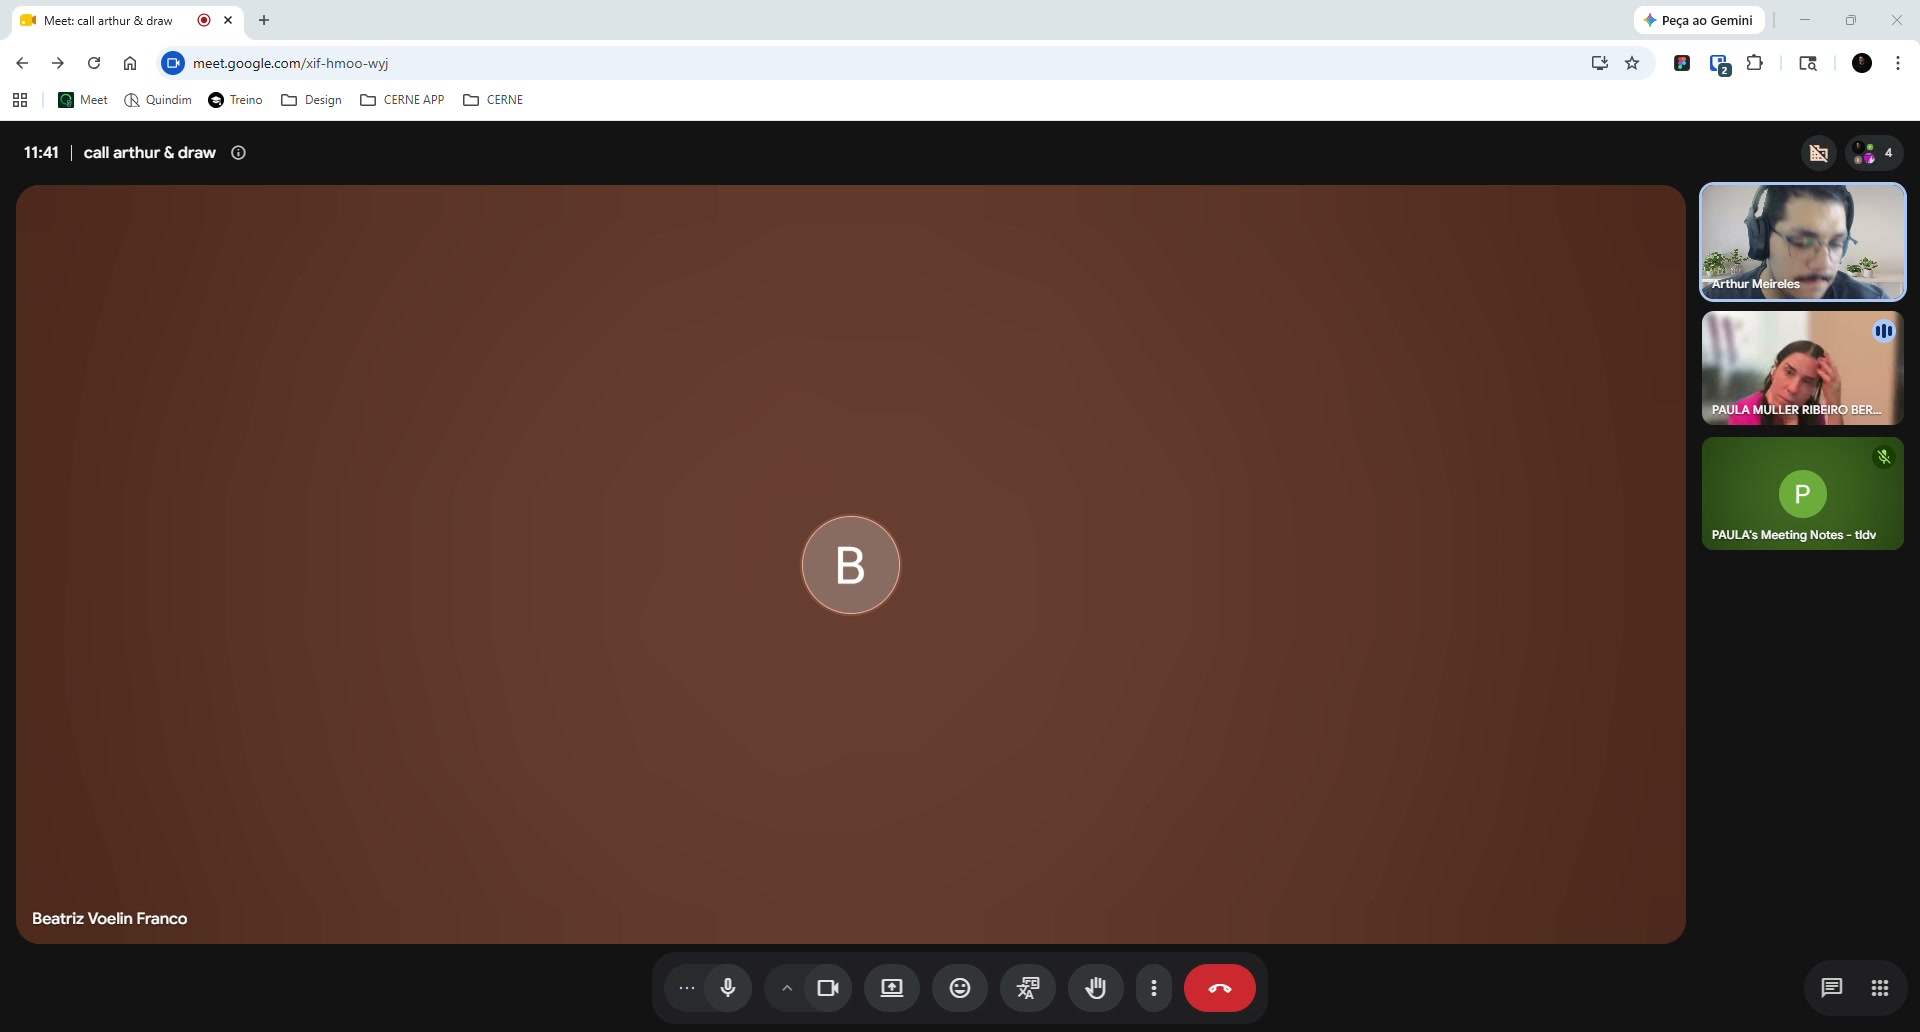 Meet: call arthur & draw
Peça ao Gemini
meet.google.com/xif-hmoo-wyj
2
Meet
Quindim
Treino
Design
CERNE APP
CERNE
11:41
call arthur & draw
4
Arthur Meireles
PAULA MULLER RIBEIRO BER...
P
PAULA's Meeting Notes - tldv
B
Beatriz Voelin Franco